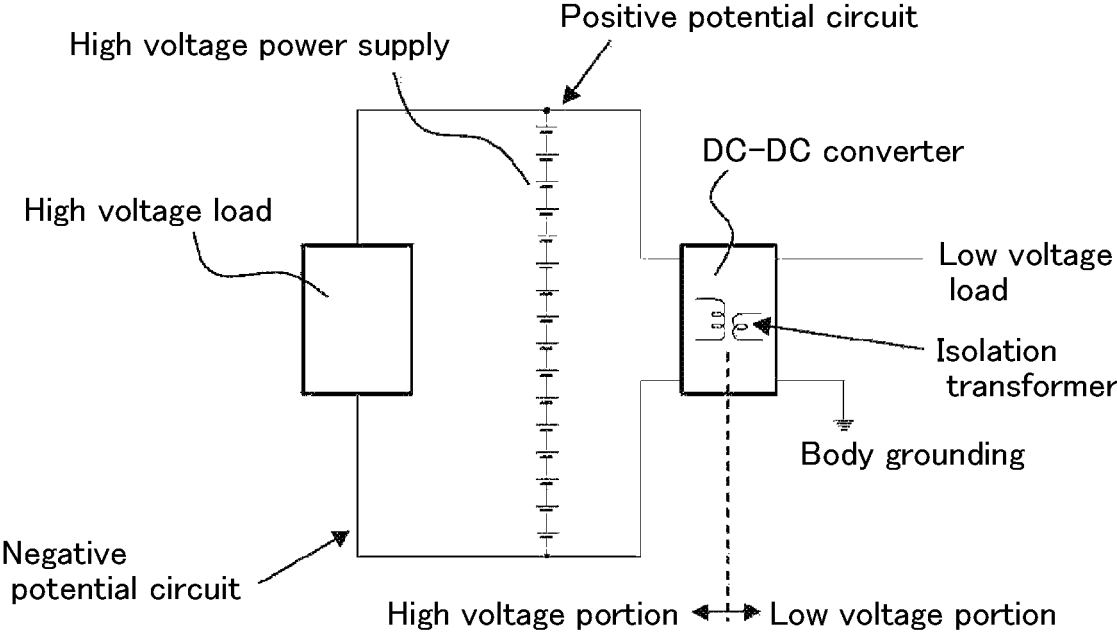 Positive potential circuit
High voltage power supply
DC-DC converter
High voltage load
Low voltage
load
Isolation
transformer
Body grounding
Negative
potential circuit
High voltage portion
Low voltage portion